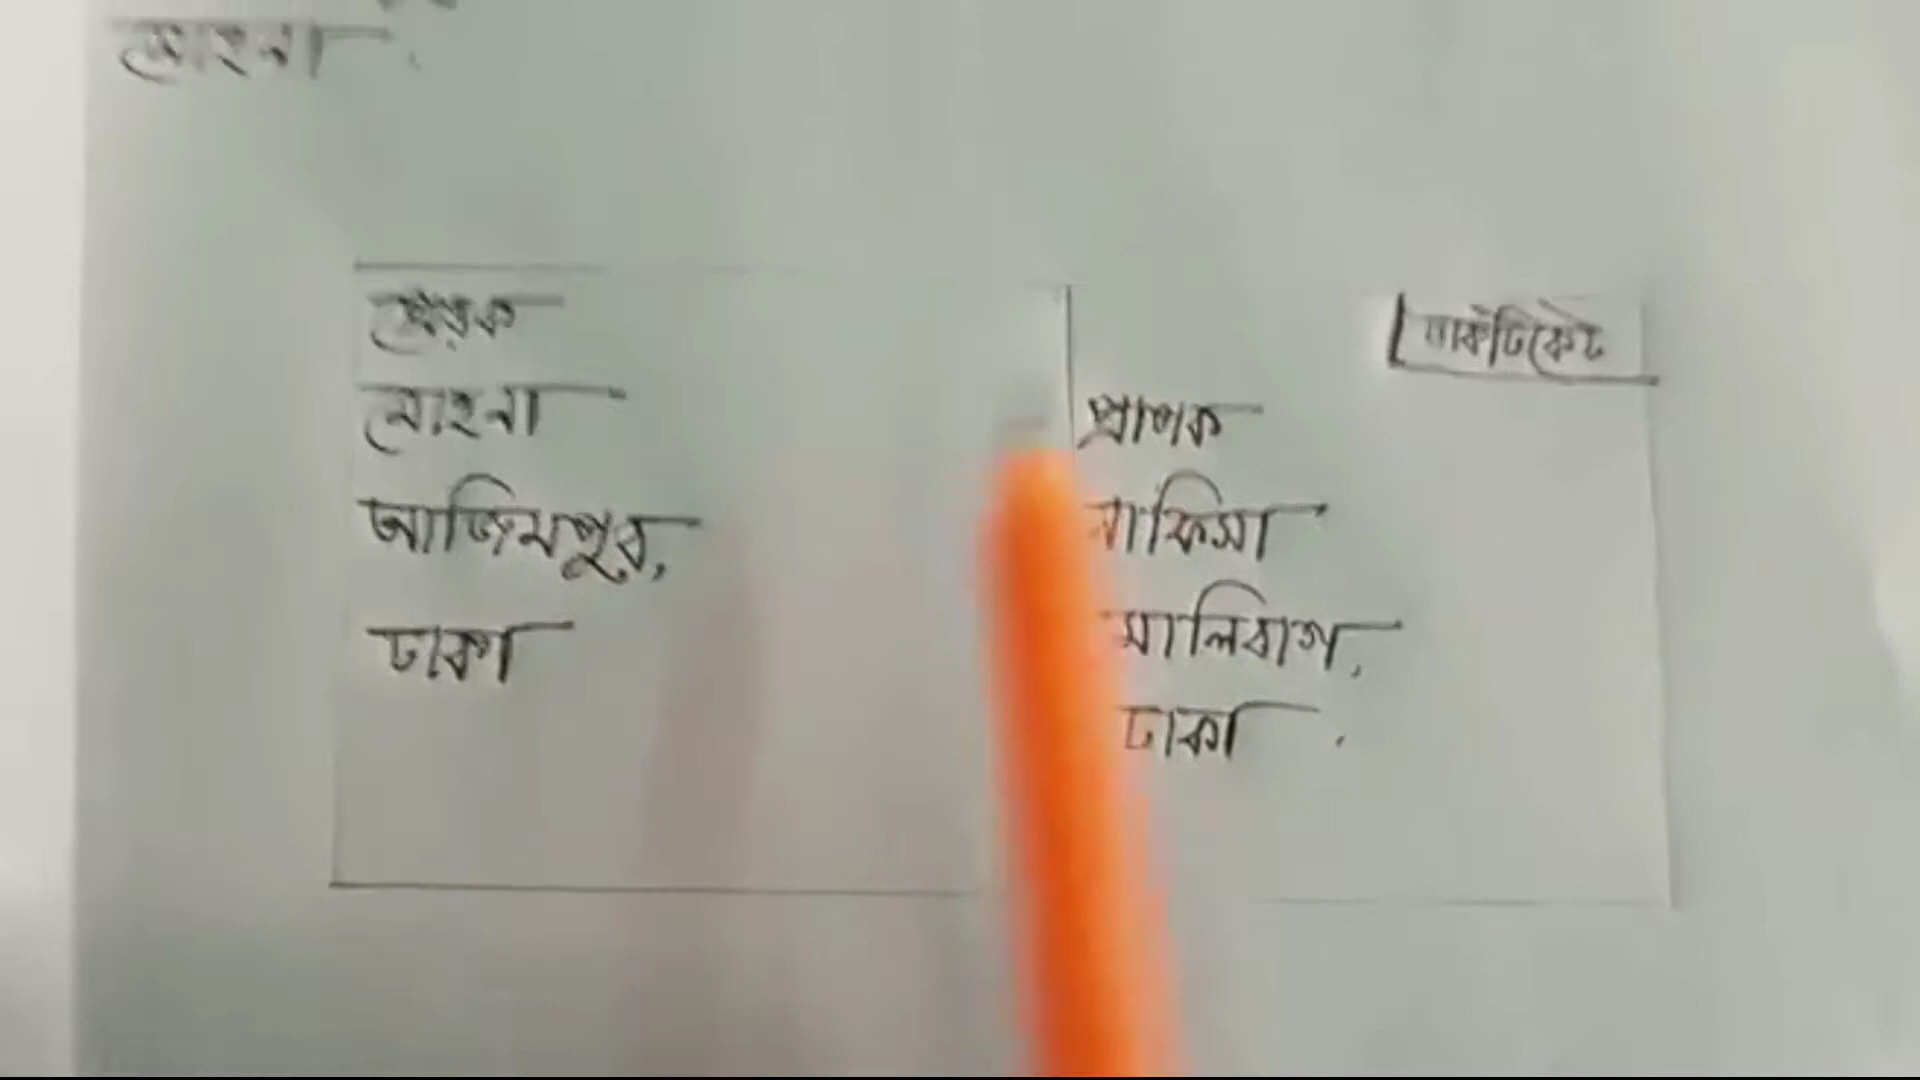 মোহনা
প্রেরক
মোহনা
আজিমপুর,
ঢাকা
ডাকটিকেট
প্রাপক
নাফিসা
মালিবাগ,
ঢাকা